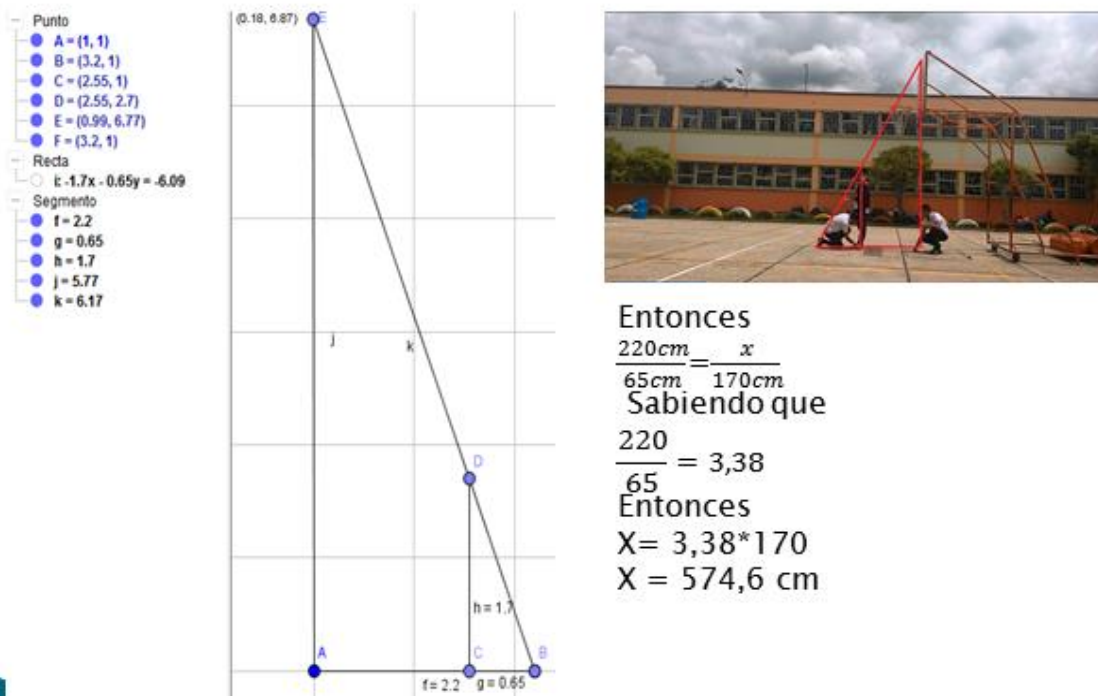 Punto
A = (1, 1)
B = (3.2, 1)
C = (2.55, 1)
D = (2.55, 2.7)
E = (0.99, 6.77)
F = (3.2, 1)
Recta
i: -1.7x - 0.65y = -6.09
Segmento
f = 2.2
g = 0.65
h = 1.7
j = 5.77
k = 6.17
(0.18, 6.87) E
j
k
D
h = 1.7
A
C
B
f = 2.2
g = 0.65
Entonces
220cm/65cm = x/170cm
Sabiendo que
220/65 = 3,38
Entonces
X= 3,38*170
X = 574,6 cm